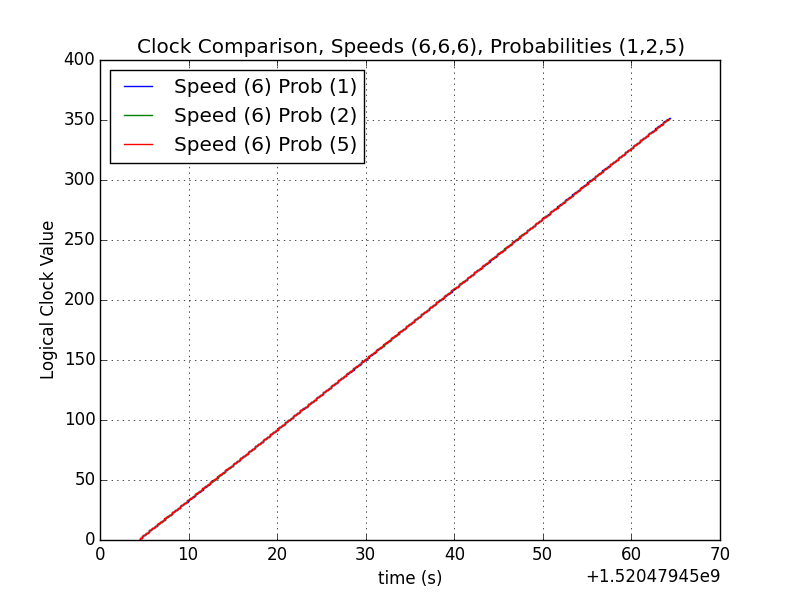 Clock Comparison, Speeds (6,6,6), Probabilities (1,2,5)
400
350
300
250
200
150
100
50
0
Speed (6) Prob (1)
Speed (6) Prob (2)
Speed (6) Prob (5)
Logical Clock Value
0 10 20 30 40 50 60 70
time (s)
+1.52047945e9